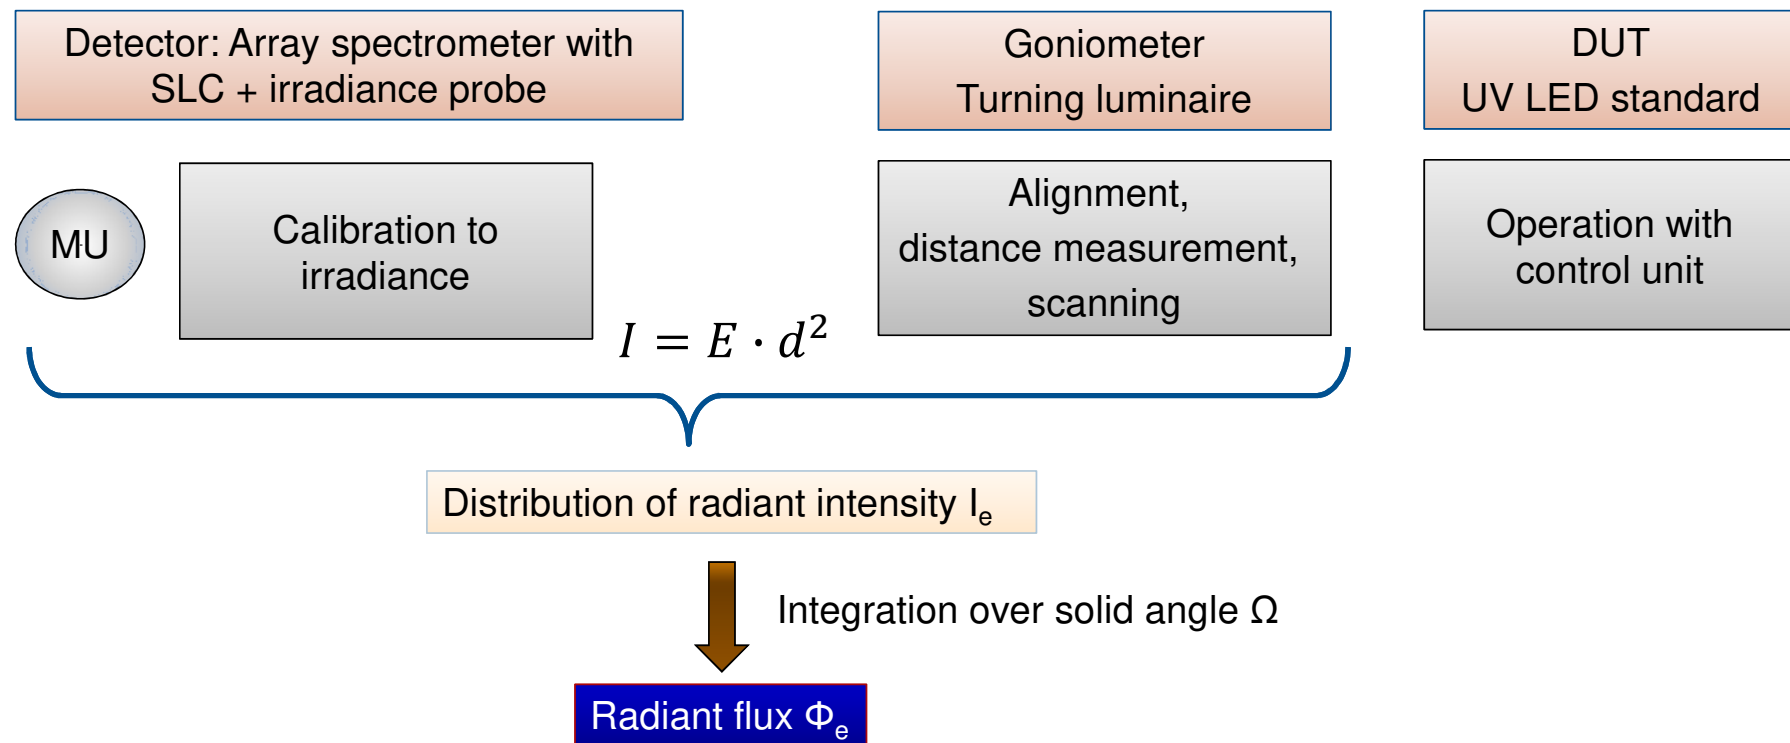 Detector: Array spectrometer with
SLC + irradiance probe
Goniometer
Turning luminaire
DUT
UV LED standard
MU
Calibration to
irradiance
Alignment,
distance measurement,
scanning
Operation with
control unit
I = E · d²
Distribution of radiant intensity Iₑ
Integration over solid angle Ω
Radiant flux Φₑ